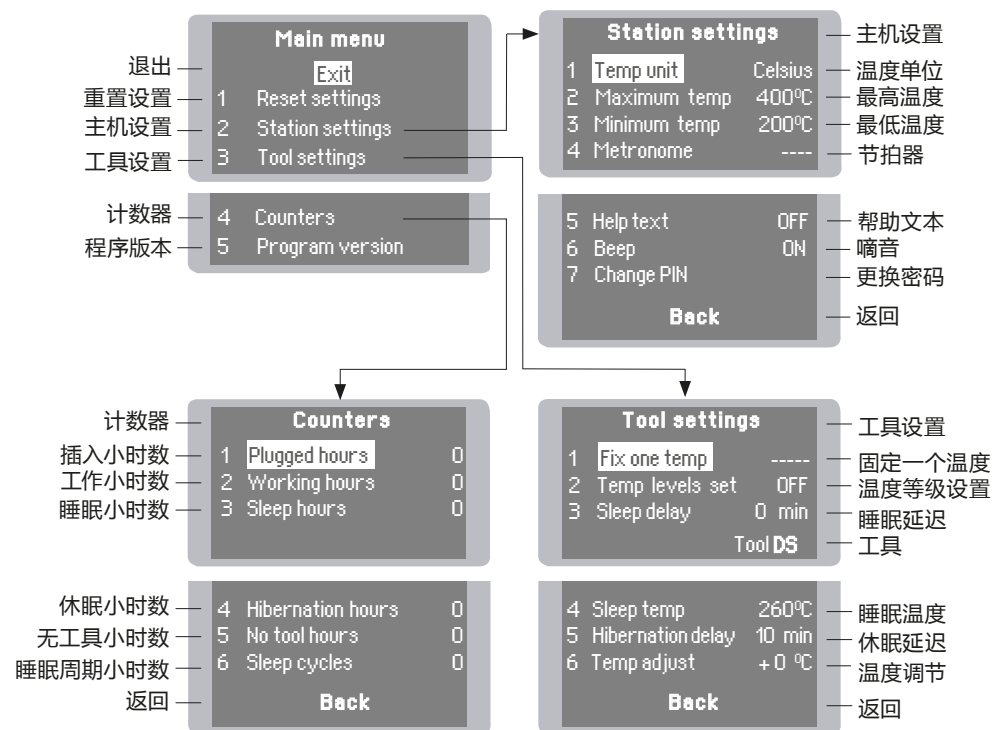 退出
重置设置
主机设置
工具设置
Main menu
Exit
1 Reset settings
2 Station settings
3 Tool settings
计数器
程序版本
4 Counters
5 Program version
Station settings
1 Temp unit Celsius
2 Maximum temp 400ºC
3 Minimum temp 200ºC
4 Metronome ----
主机设置
温度单位
最高温度
最低温度
节拍器
5 Help text OFF
6 Beep ON
7 Change PIN
Back
帮助文本
嘀音
更换密码
返回
计数器
插入小时数
工作小时数
睡眠小时数
Counters
1 Plugged hours 0
2 Working hours 0
3 Sleep hours 0
休眠小时数
无工具小时数
睡眠周期小时数
返回
4 Hibernation hours 0
5 No tool hours 0
6 Sleep cycles 0
Back
Tool settings
1 Fix one temp -----
2 Temp levels set OFF
3 Sleep delay 0 min
Tool DS
工具设置
固定一个温度
温度等级设置
睡眠延迟
工具
4 Sleep temp 260ºC
5 Hibernation delay 10 min
6 Temp adjust +0 ºC
Back
睡眠温度
休眠延迟
温度调节
返回